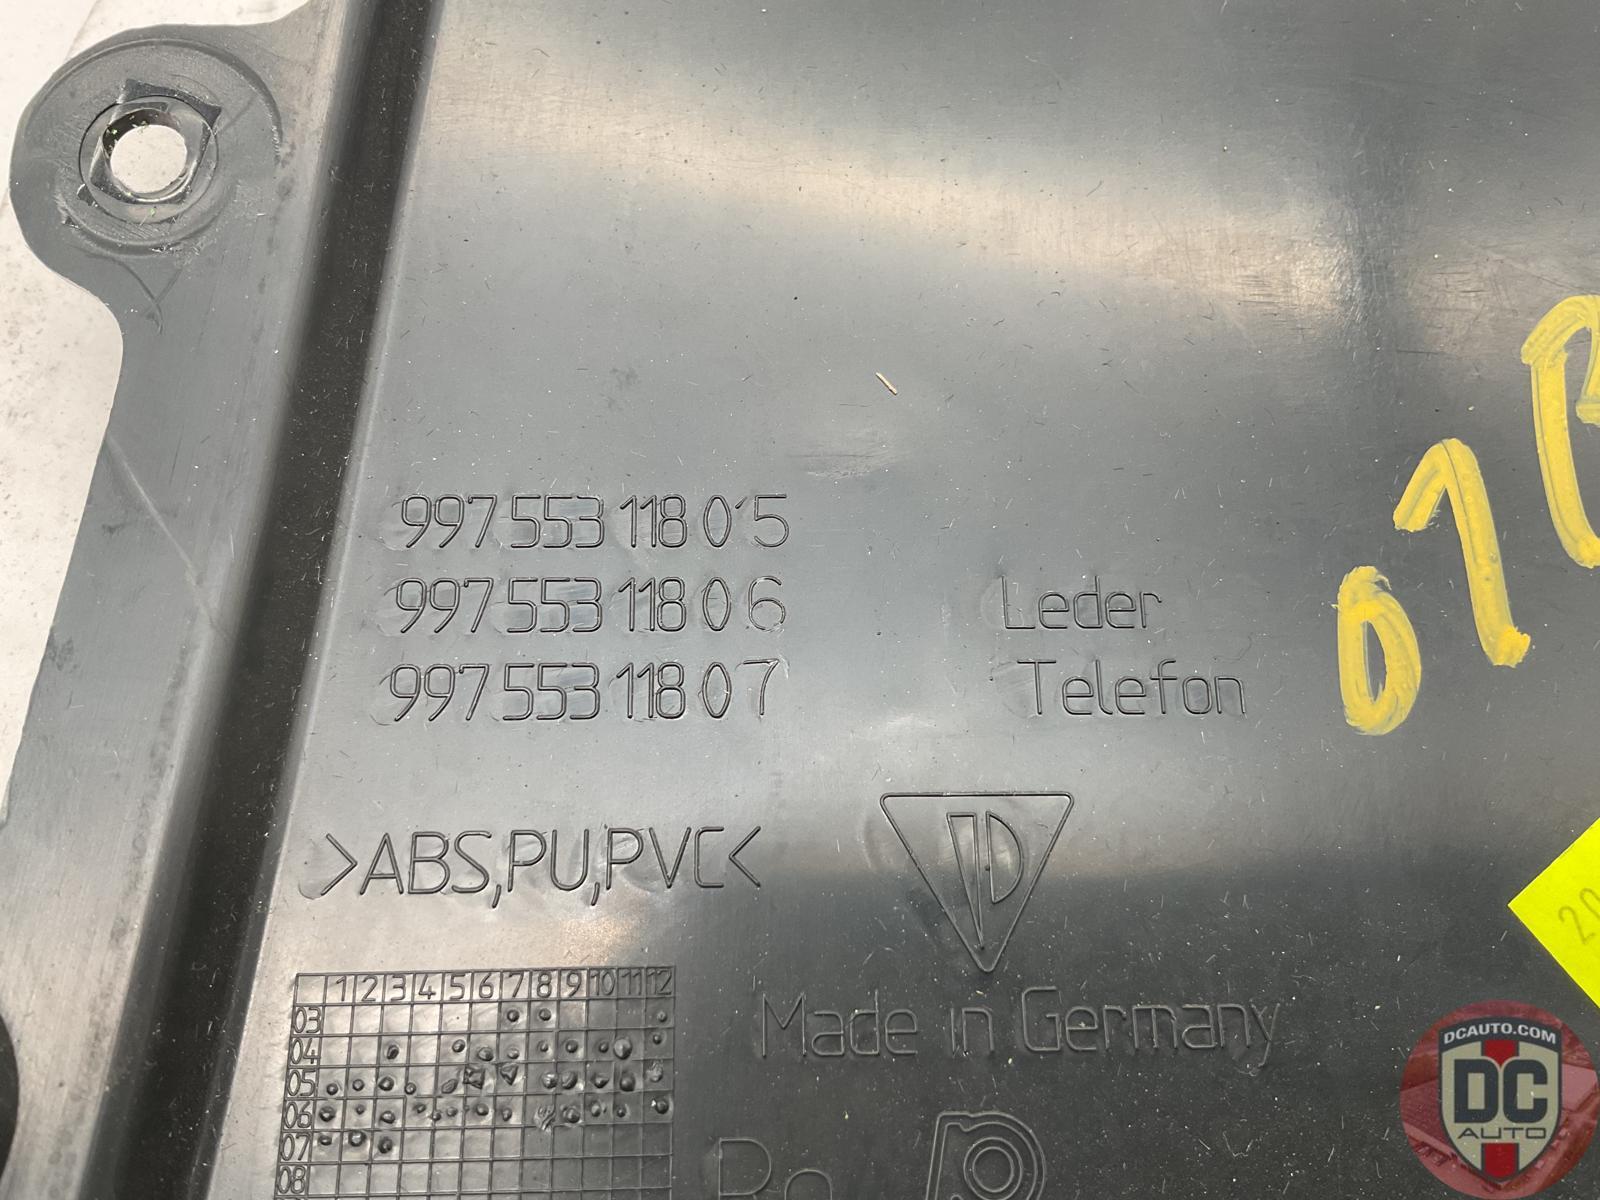 997 553 118 05
997 553 118 06 Leder
997 553 118 07 Telefon
01
>ABS,PU,PVC<
20
1 2 3 4 5 6 7 8 9 10 11 12
03
04
05
06
07
08
Made in Germany
DCAUTO.COM
DC
AUTO